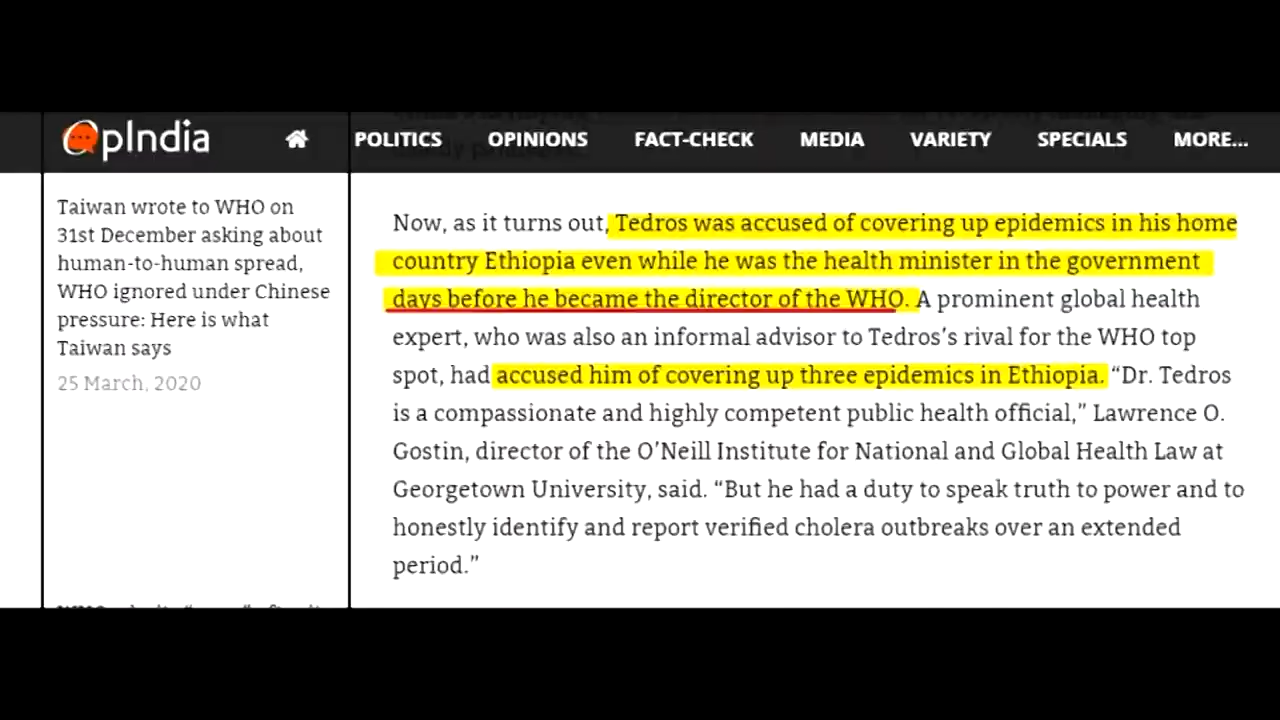 OpIndia
POLITICS OPINIONS FACT-CHECK MEDIA VARIETY SPECIALS MORE...
Taiwan wrote to WHO on
31st December asking about
human-to-human spread,
WHO ignored under Chinese
pressure: Here is what
Taiwan says
25 March, 2020
Now, as it turns out, Tedros was accused of covering up epidemics in his home
country Ethiopia even while he was the health minister in the government
days before he became the director of the WHO. A prominent global health
expert, who was also an informal advisor to Tedros’s rival for the WHO top
spot, had accused him of covering up three epidemics in Ethiopia. “Dr. Tedros
is a compassionate and highly competent public health official,” Lawrence O.
Gostin, director of the O’Neill Institute for National and Global Health Law at
Georgetown University, said. “But he had a duty to speak truth to power and to
honestly identify and report verified cholera outbreaks over an extended
period.”